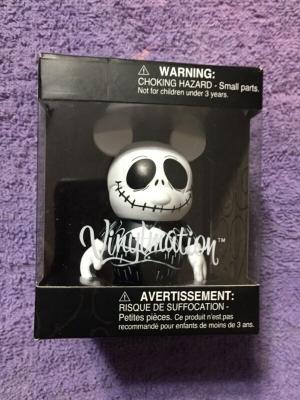 ⚠ WARNING:
CHOKING HAZARD - Small parts.
Not for children under 3 years.
Vinylmation™
⚠ AVERTISSEMENT:
RISQUE DE SUFFOCATION -
Petites pièces. Ce produit n'est pas
recommandé pour enfants de moins de 3 ans.